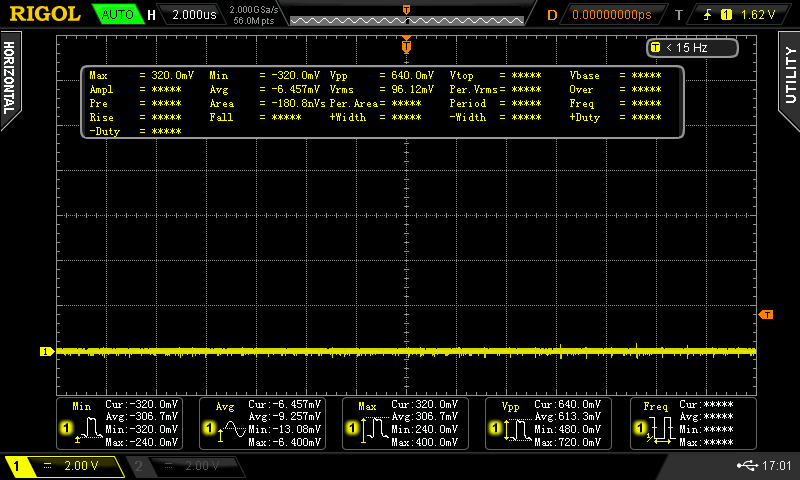 RIGOL AUTO H 2.000us 2.000GSa/s 56.0M pts T D 0.00000000ps T 1 1.62 V
HORIZONTAL
UTILITY
T
T < 15 Hz
Max = 320.0mV Min = -320.0mV Vpp = 640.0mV Vtop = ***** Vbase = *****
Ampl = ***** Avg = -6.457mV Vrms = 96.12mV Per.Vrms= ***** Over = *****
Pre = ***** Area = -180.8nVs Per.Area= ***** Period = ***** Freq = *****
Rise = ***** Fall = ***** +Width = ***** -Width = ***** +Duty = *****
-Duty = *****
T
1
Min Cur:-320.0mV
1 Avg:-306.7mV
Min:-320.0mV
Max:-240.0mV
Avg Cur:-6.457mV
1 Avg:-9.257mV
Min:-13.08mV
Max:-6.400mV
Max Cur:320.0mV
1 Avg:306.7mV
Min:240.0mV
Max:400.0mV
Vpp Cur:640.0mV
1 Avg:613.3mV
Min:480.0mV
Max:720.0mV
Freq Cur:*****
1 Avg:*****
Min:*****
Max:*****
1 2.00 V 2 2.00 V 17:01